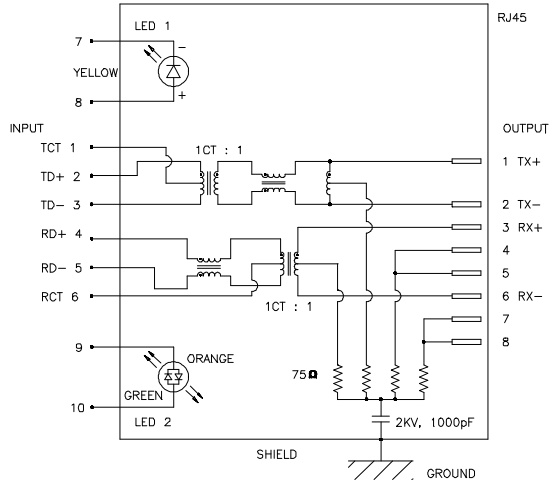 LED 1
RJ45
7
−
YELLOW
8
+
INPUT
OUTPUT
TCT 1
1CT : 1
1 TX+
TD+ 2
TD− 3
2 TX−
3 RX+
RD+ 4
4
RD− 5
5
RCT 6
6 RX−
1CT : 1
7
9
8
ORANGE
75Ω
GREEN
10
LED 2
2KV, 1000pF
SHIELD
GROUND